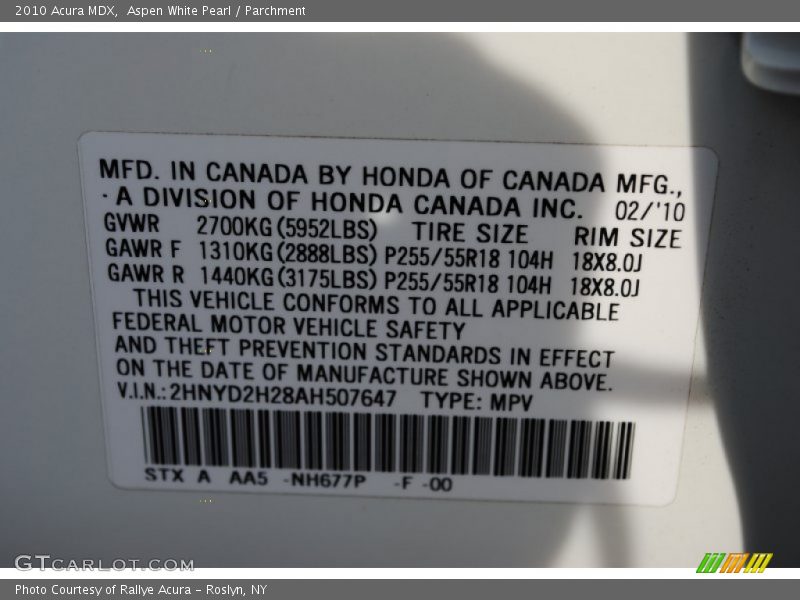 2010 Acura MDX,  Aspen White Pearl / Parchment
MFD. IN CANADA BY HONDA OF CANADA MFG.,
A DIVISION OF HONDA CANADA INC.   02/'10
GVWR   2700KG(5952LBS)   TIRE SIZE   RIM SIZE
GAWR F  1310KG(2888LBS) P255/55R18 104H  18X8.0J
GAWR R  1440KG(3175LBS) P255/55R18 104H  18X8.0J
THIS VEHICLE CONFORMS TO ALL APPLICABLE
FEDERAL MOTOR VEHICLE SAFETY
AND THEFT PREVENTION STANDARDS IN EFFECT
ON THE DATE OF MANUFACTURE SHOWN ABOVE.
V.I.N.:2HNYD2H28AH507647   TYPE: MPV
STX  A   AA5  -NH677P    -F -00
GTCARLOT.COM
Photo Courtesy of Rallye Acura – Roslyn, NY